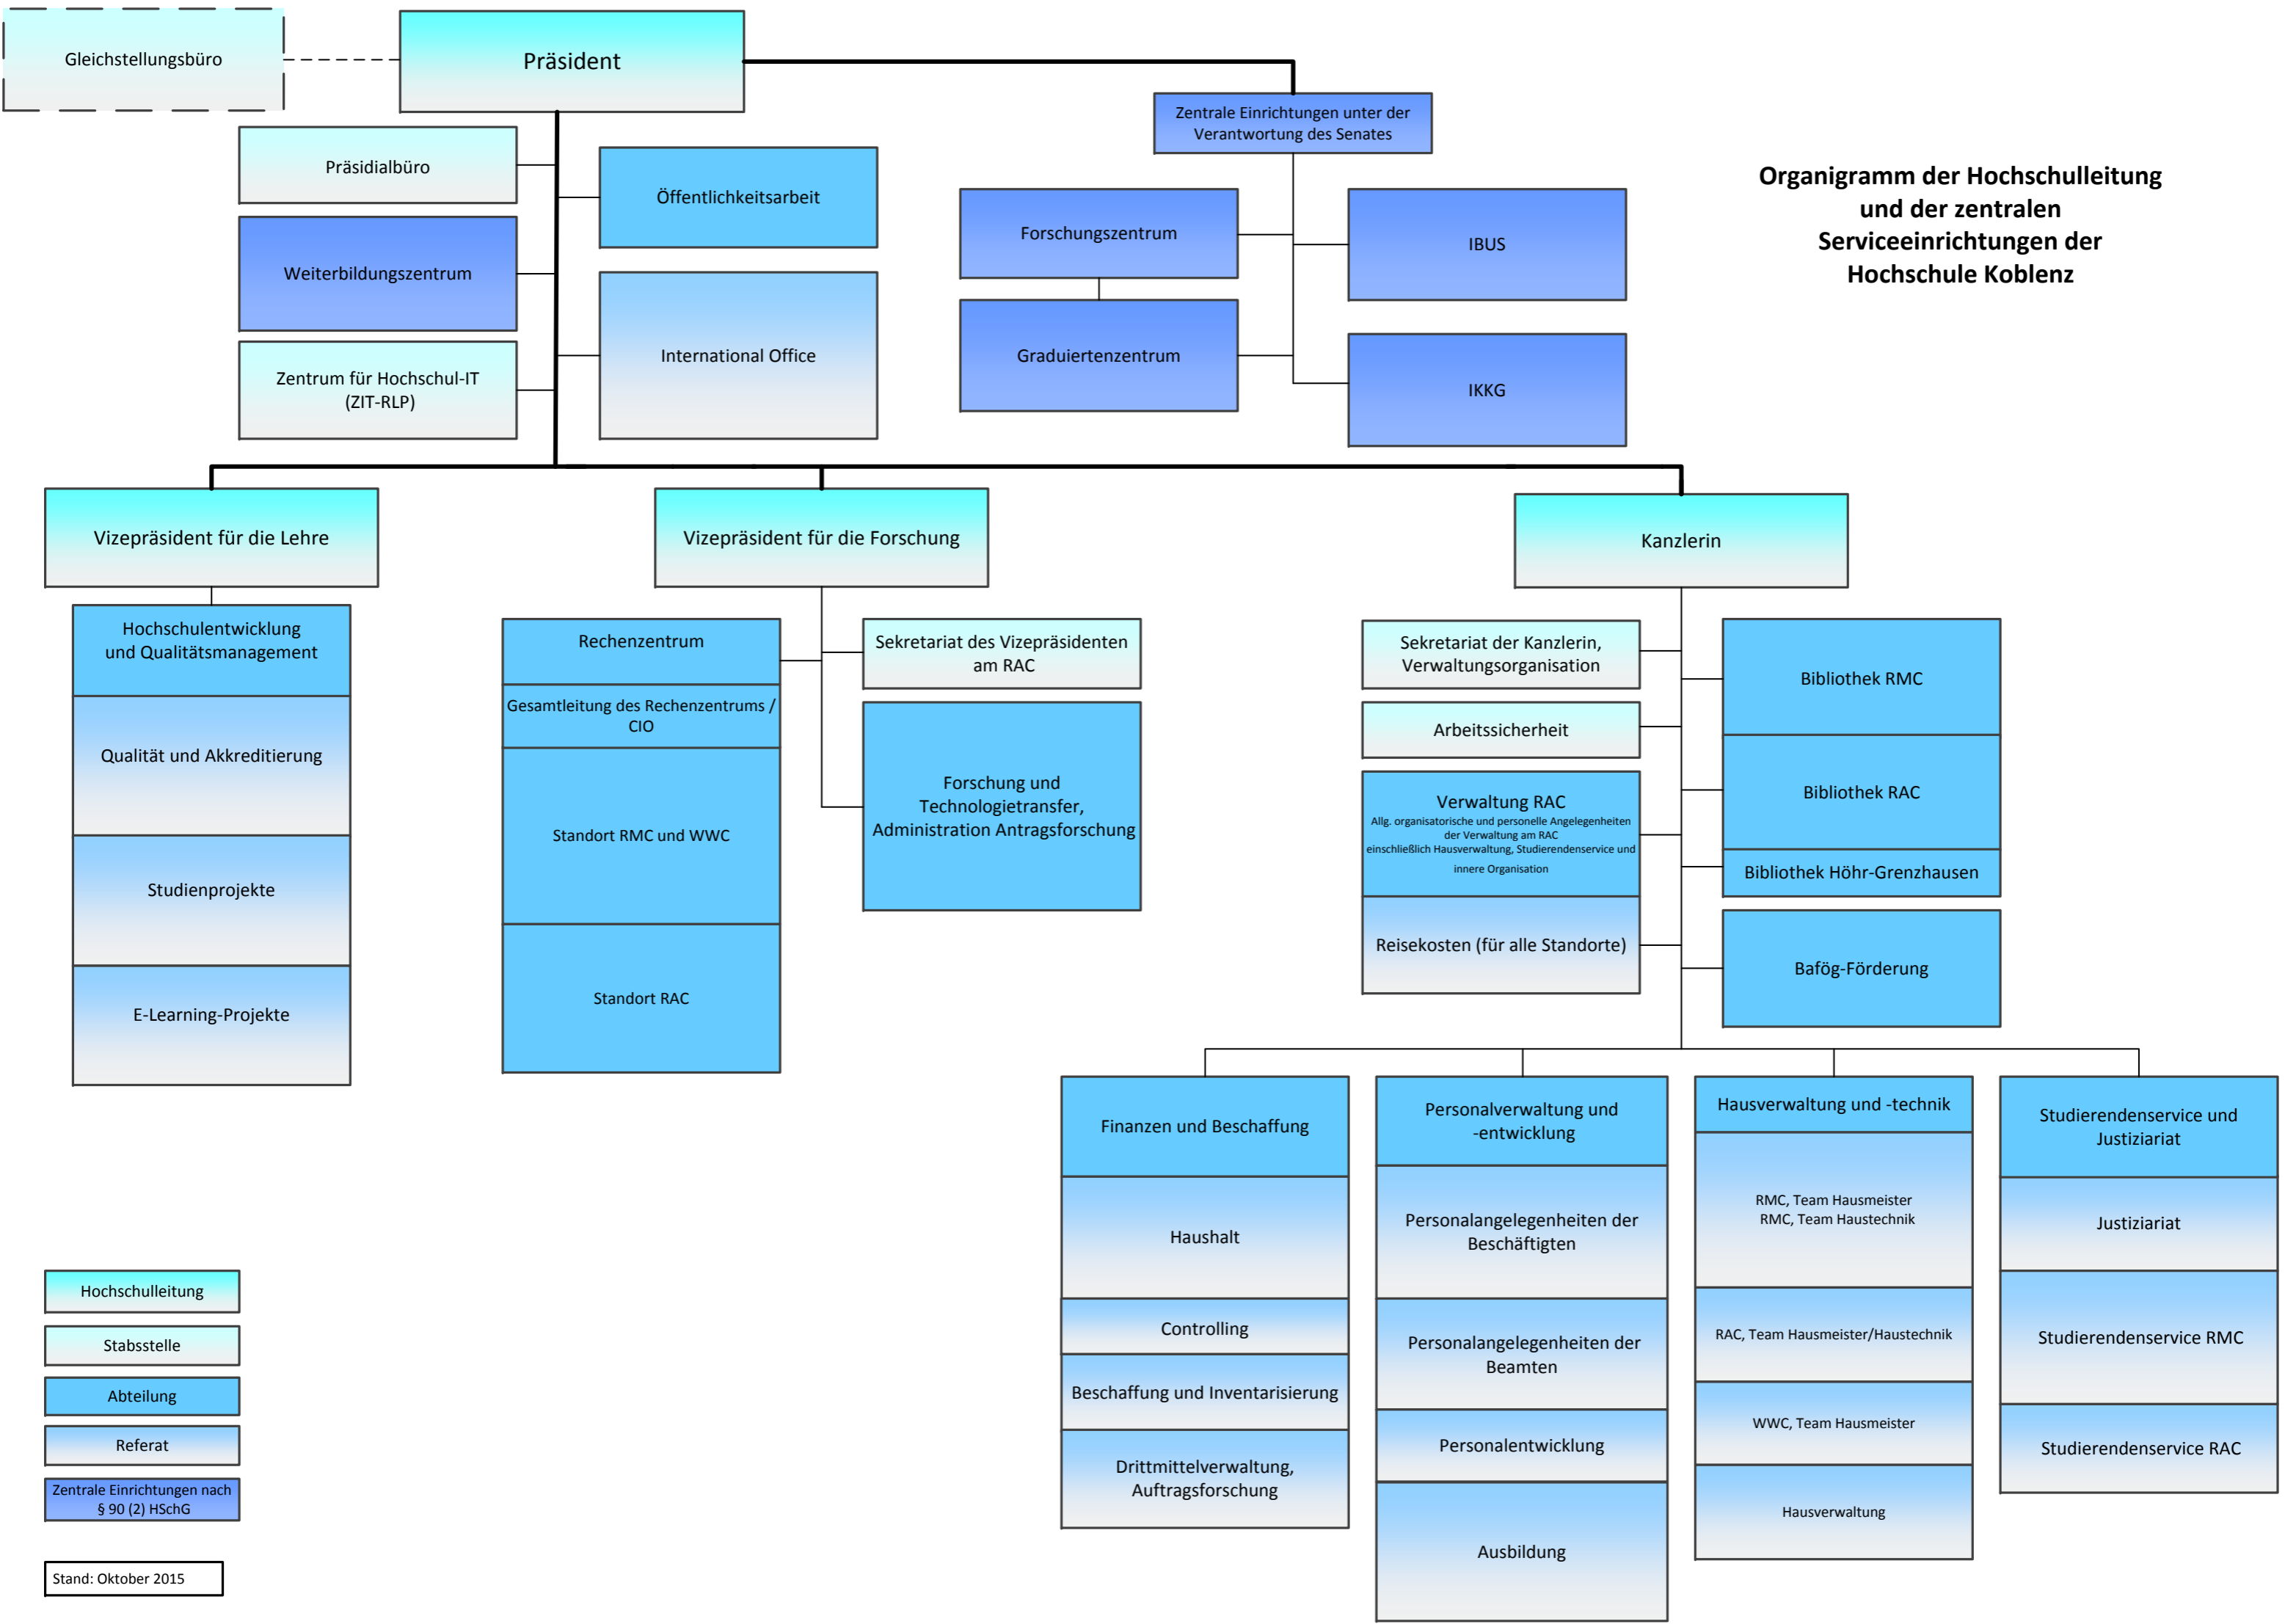 Gleichstellungsbüro
Präsident
Zentrale Einrichtungen unter der
Verantwortung des Senates
Organigramm der Hochschulleitung
und der zentralen
Serviceeinrichtungen der
Hochschule Koblenz
Präsidialbüro
Öffentlichkeitsarbeit
Weiterbildungszentrum
International Office
Zentrum für Hochschul-IT
(ZIT-RLP)
Forschungszentrum
IBUS
Graduiertenzentrum
IKKG
Vizepräsident für die Lehre
Vizepräsident für die Forschung
Kanzlerin
Hochschulentwicklung
und Qualitätsmanagement
Qualität und Akkreditierung
Studienprojekte
E-Learning-Projekte
Rechenzentrum
Gesamtleitung des Rechenzentrums /
CIO
Standort RMC und WWC
Standort RAC
Sekretariat des Vizepräsidenten
am RAC
Forschung und
Technologietransfer,
Administration Antragsforschung
Sekretariat der Kanzlerin,
Verwaltungsorganisation
Arbeitssicherheit
Verwaltung RAC
Allg. organisatorische und personelle Angelegenheiten
der Verwaltung am RAC
einschließlich Hausverwaltung, Studierendenservice und
innere Organisation
Reisekosten (für alle Standorte)
Bibliothek RMC
Bibliothek RAC
Bibliothek Höhr-Grenzhausen
Bafög-Förderung
Finanzen und Beschaffung
Haushalt
Controlling
Beschaffung und Inventarisierung
Drittmittelverwaltung,
Auftragsforschung
Personalverwaltung und
-entwicklung
Personalangelegenheiten der
Beschäftigten
Personalangelegenheiten der
Beamten
Personalentwicklung
Ausbildung
Hausverwaltung und -technik
RMC, Team Hausmeister
RMC, Team Haustechnik
RAC, Team Hausmeister/Haustechnik
WWC, Team Hausmeister
Hausverwaltung
Studierendenservice und
Justiziariat
Justiziariat
Studierendenservice RMC
Studierendenservice RAC
Hochschulleitung
Stabsstelle
Abteilung
Referat
Zentrale Einrichtungen nach
§ 90 (2) HSchG
Stand: Oktober 2015